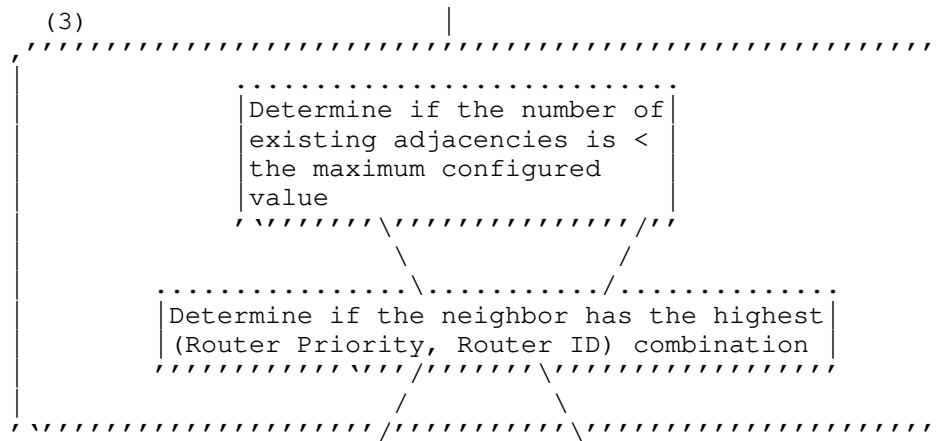 (3)
Determine if the number of
existing adjacencies is <
the maximum configured
value
Determine if the neighbor has the highest
(Router Priority, Router ID) combination